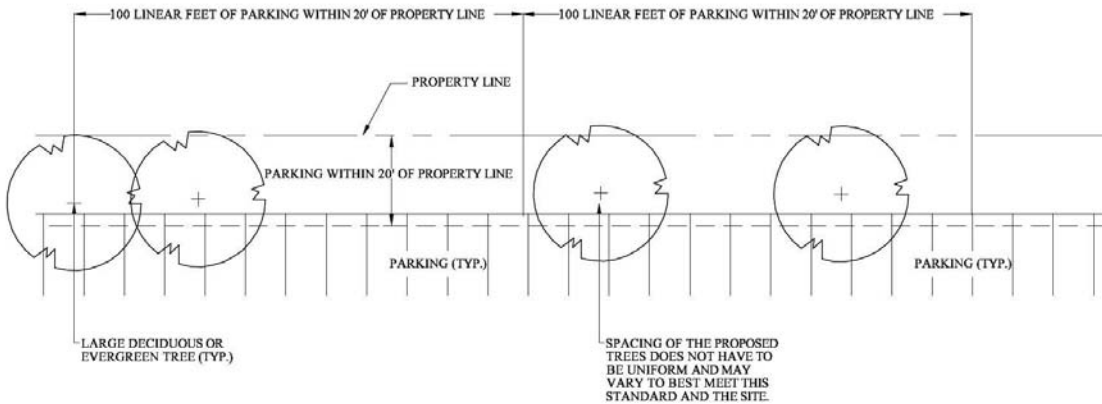 100 LINEAR FEET OF PARKING WITHIN 20' OF PROPERTY LINE
100 LINEAR FEET OF PARKING WITHIN 20' OF PROPERTY LINE
PROPERTY LINE
PARKING WITHIN 20' OF PROPERTY LINE
PARKING (TYP.)
PARKING (TYP.)
LARGE DECIDUOUS OR
EVERGREEN TREE (TYP.)
SPACING OF THE PROPOSED
TREES DOES NOT HAVE TO
BE UNIFORM AND MAY
VARY TO BEST MEET THIS
STANDARD AND THE SITE.